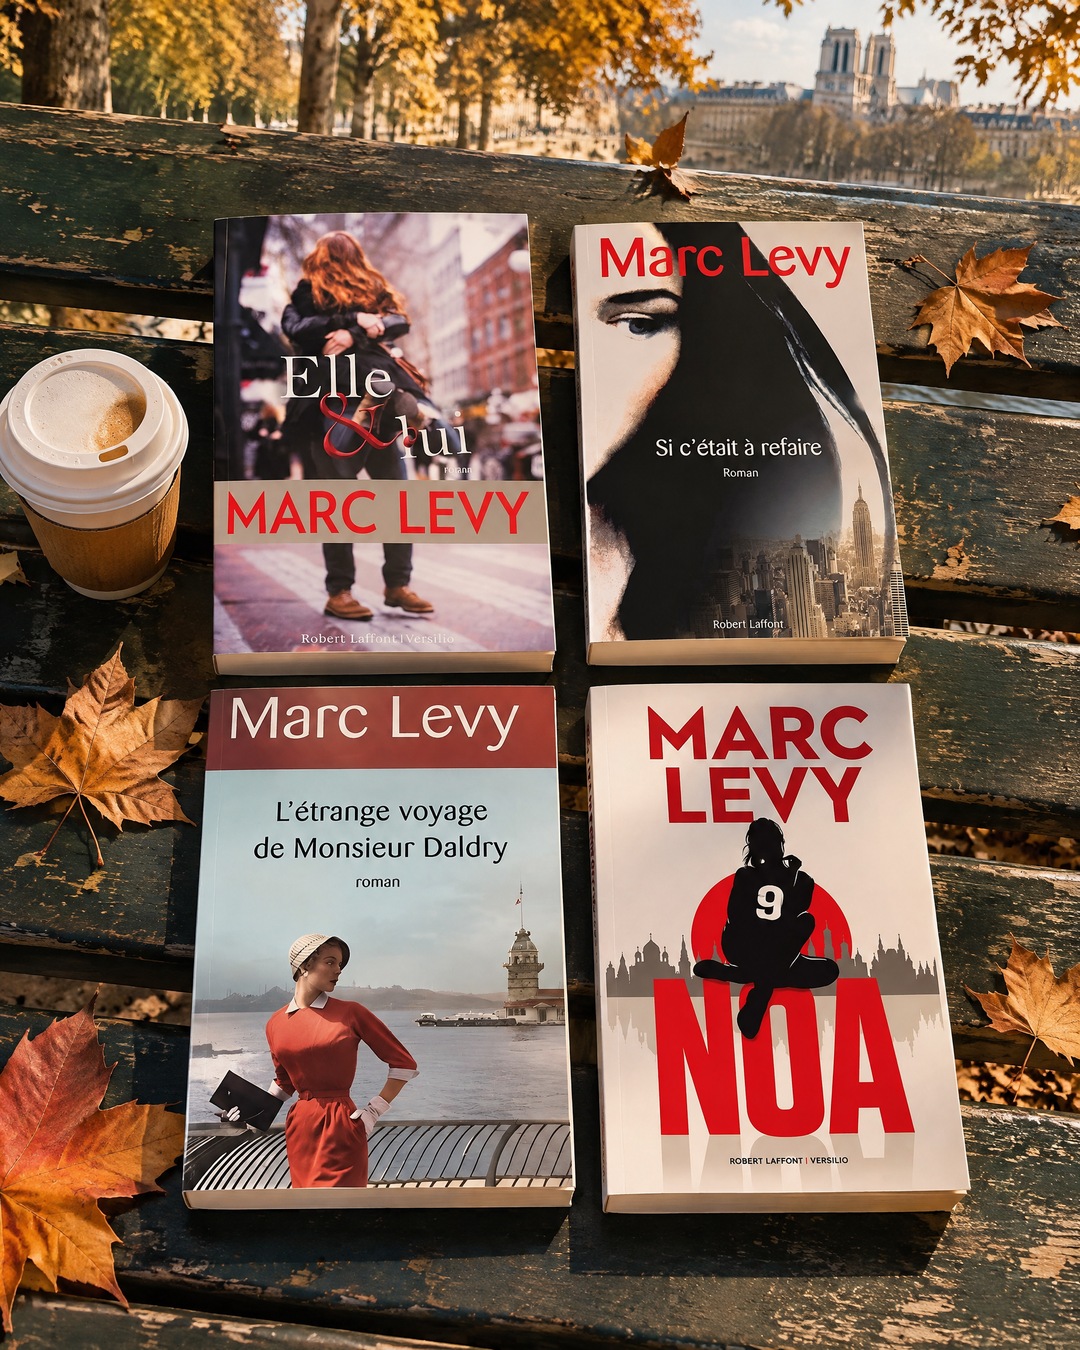 Elle
& lui
roman
MARC LEVY
Robert Laffont | Versilio
Marc Levy
Si c'était à refaire
Roman
Robert Laffont
Marc Levy
L'étrange voyage
de Monsieur Daldry
roman
MARC
LEVY
9
NOA
ROBERT LAFFONT | VERSILIO